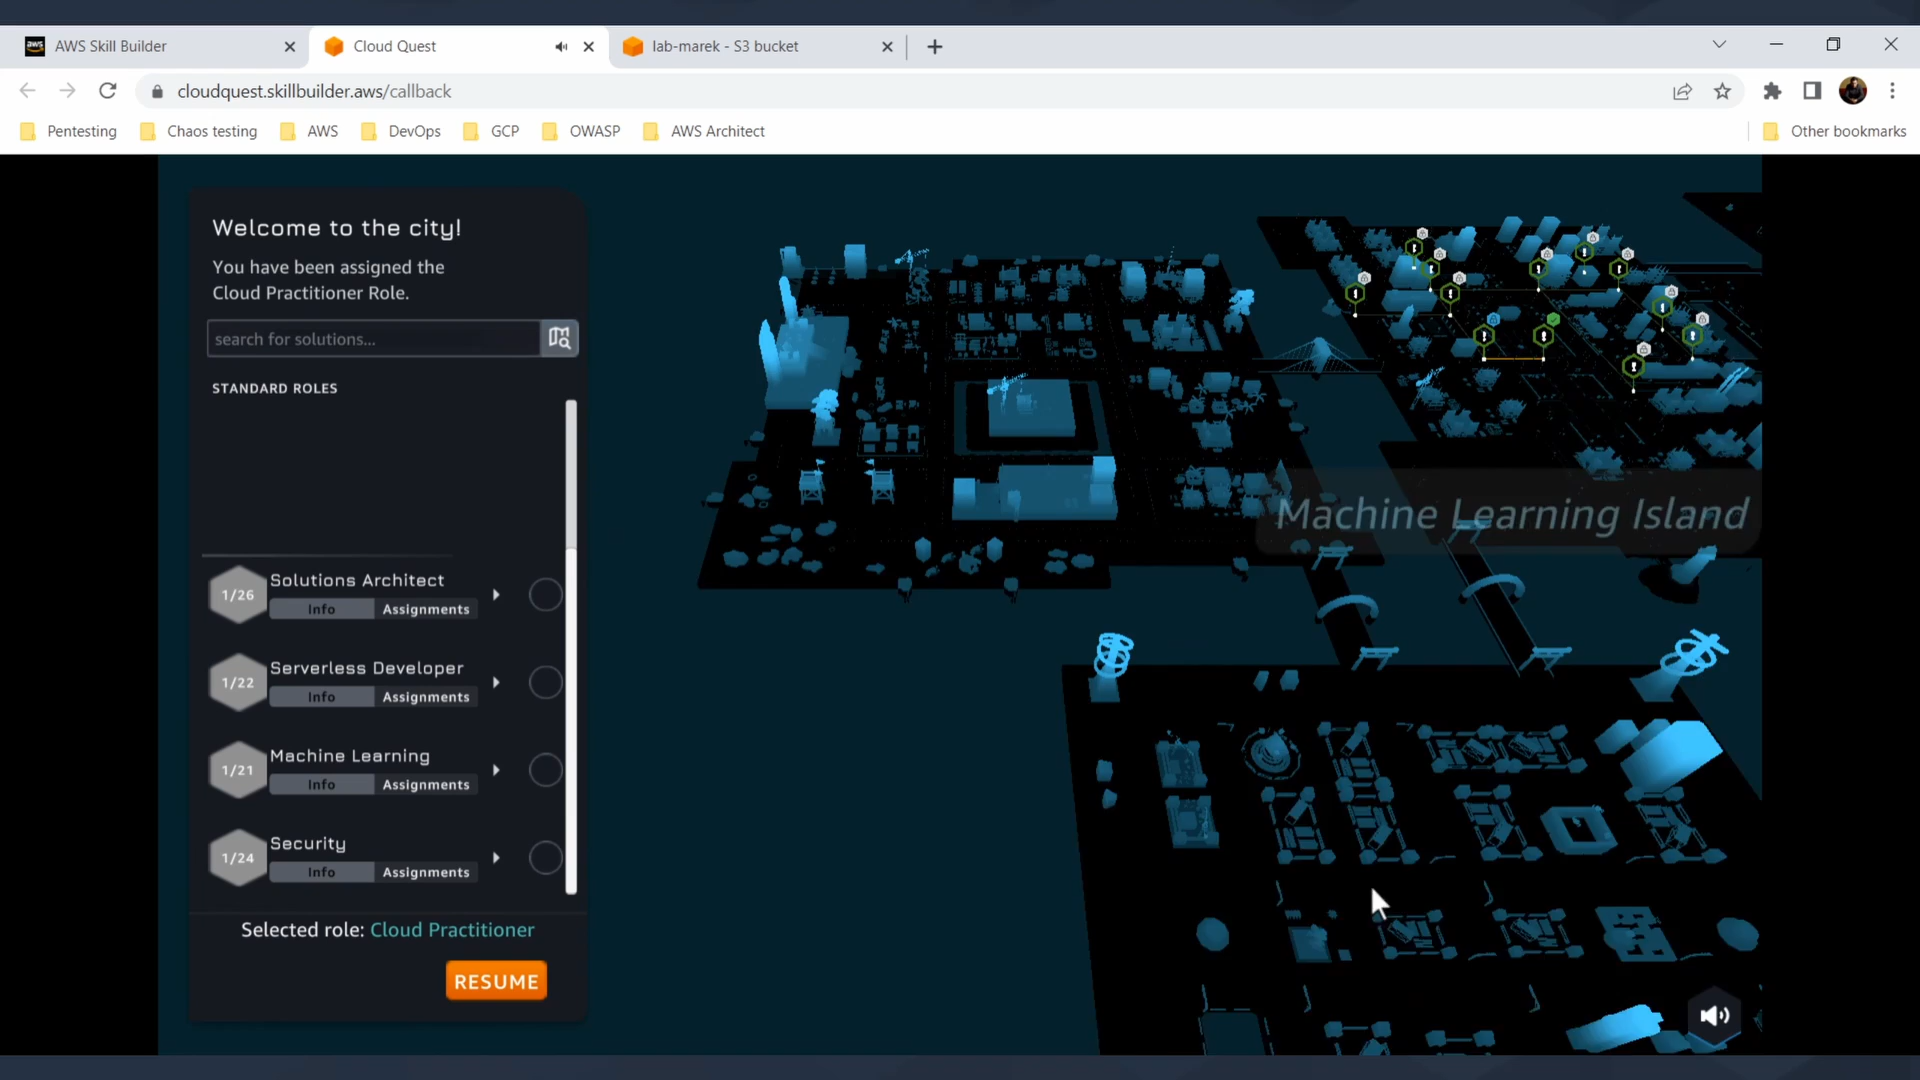 aws AWS Skill Builder
Cloud Quest
lab-marek - S3 bucket
cloudquest.skillbuilder.aws/callback
Pentesting
Chaos testing
AWS
DevOps
GCP
OWASP
AWS Architect
Other bookmarks
Welcome to the city!
You have been assigned the
Cloud Practitioner Role.
search for solutions...
STANDARD ROLES
1/26
Solutions Architect
Info Assignments
1/22
Serverless Developer
Info Assignments
1/21
Machine Learning
Info Assignments
1/24
Security
Info Assignments
Selected role: Cloud Practitioner
RESUME
Machine Learning Island